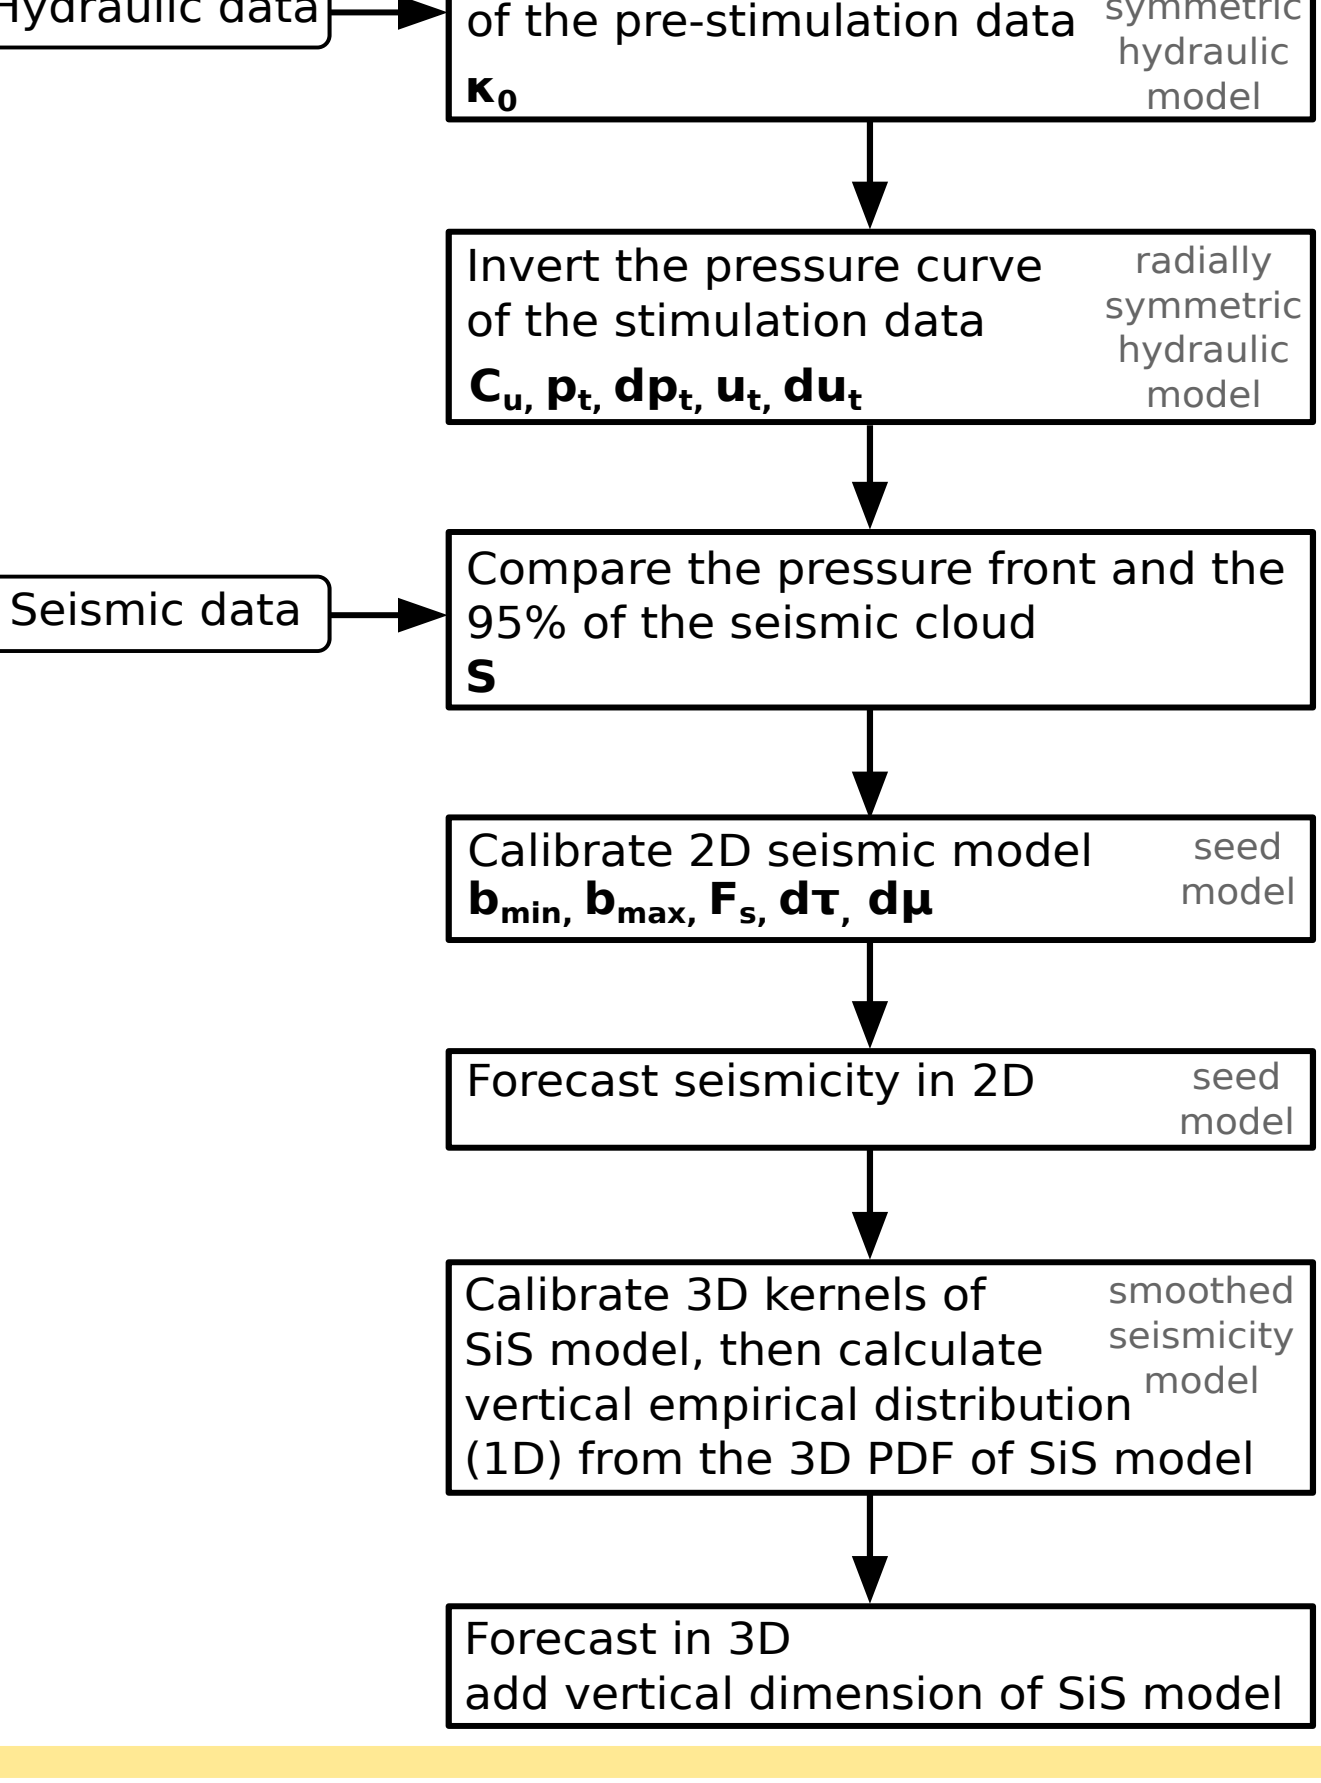 Hydraulic data
of the pre-stimulation data
κ0
symmetric
hydraulic
model
Invert the pressure curve
of the stimulation data
Cu, pt, dpt, ut, dut
radially
symmetric
hydraulic
model
Seismic data
Compare the pressure front and the
95% of the seismic cloud
S
Calibrate 2D seismic model
bmin, bmax, Fs, dτ, dμ
seed
model
Forecast seismicity in 2D
seed
model
Calibrate 3D kernels of
SiS model, then calculate
vertical empirical distribution
(1D) from the 3D PDF of SiS model
smoothed
seismicity
model
Forecast in 3D
add vertical dimension of SiS model